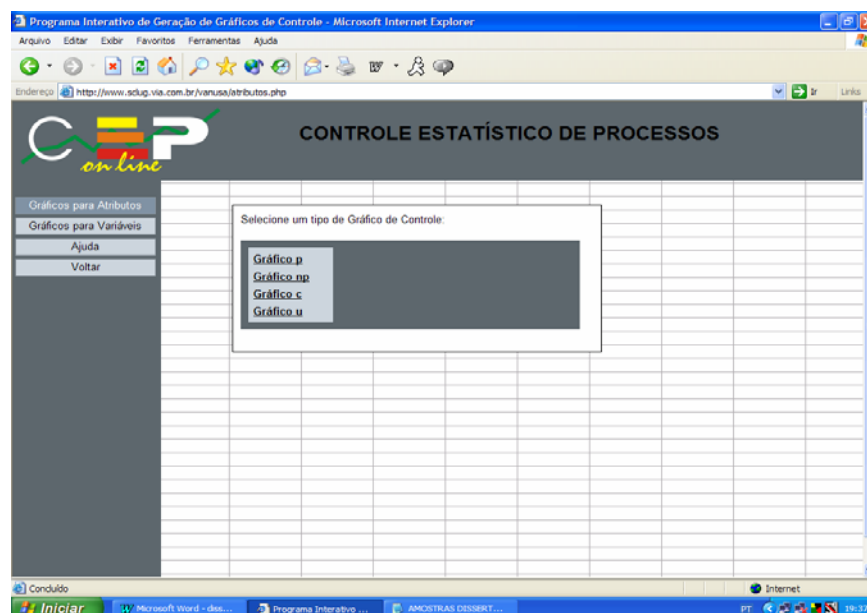 Programa Interativo de Geração de Gráficos de Controle - Microsoft Internet Explorer
Arquivo Editar Exibir Favoritos Ferramentas Ajuda
Endereço http://www.sclug.via.com.br/vanusa/atributos.php Ir Links
CEP
on line
CONTROLE ESTATÍSTICO DE PROCESSOS
Gráficos para Atributos
Gráficos para Variáveis
Ajuda
Voltar
Selecione um tipo de Gráfico de Controle:
Gráfico p
Gráfico np
Gráfico c
Gráfico u
Concluído Internet
Iniciar Microsoft Word - diss... Programa Interativo ... AMOSTRAS DISSERT... PT